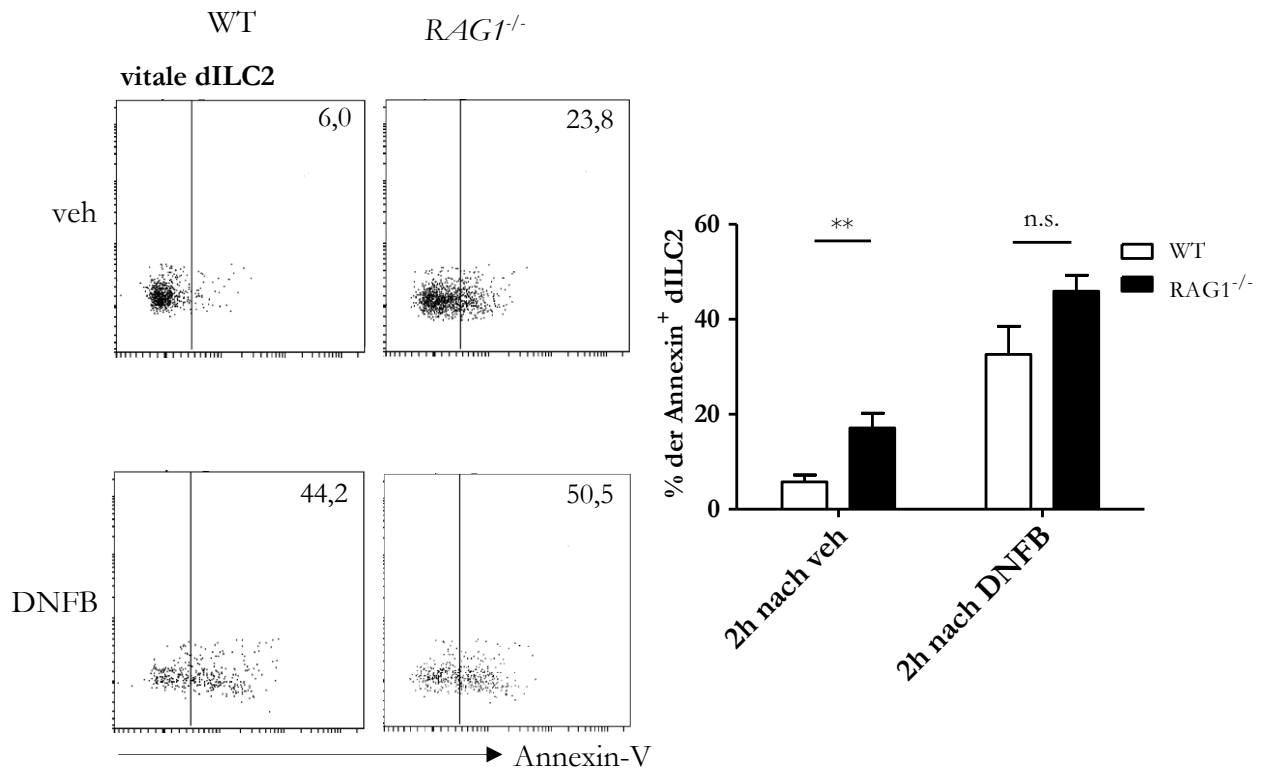 WT
RAG1-/-
vitale dILC2
6,0
23,8
veh
44,2
50,5
DNFB
Annexin-V
% der Annexin+ dILC2
60
40
20
0
**
n.s.
WT
RAG1-/-
2h nach veh
2h nach DNFB